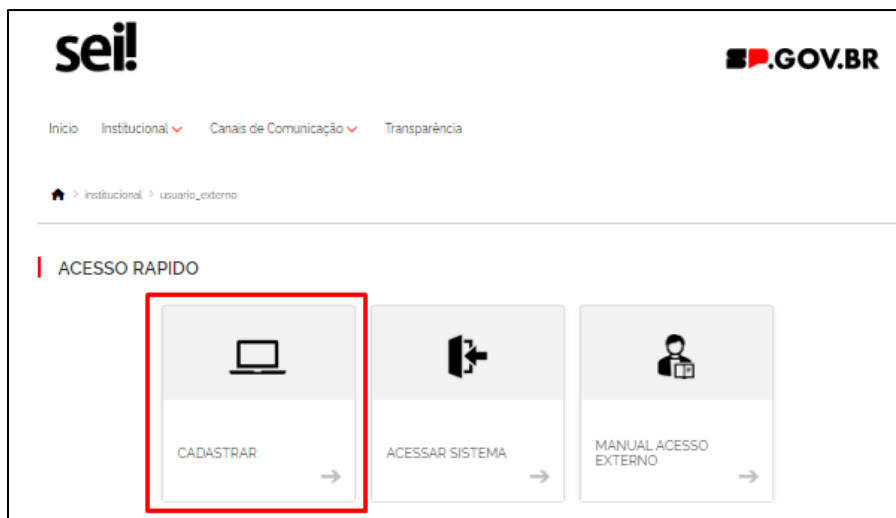 sei!
SP.GOV.BR
Inicio Institucional Canais de Comunicação Transparência
> institucional > usuario_externo
ACESSO RAPIDO
CADASTRAR
ACESSAR SISTEMA
MANUAL ACESSO
EXTERNO